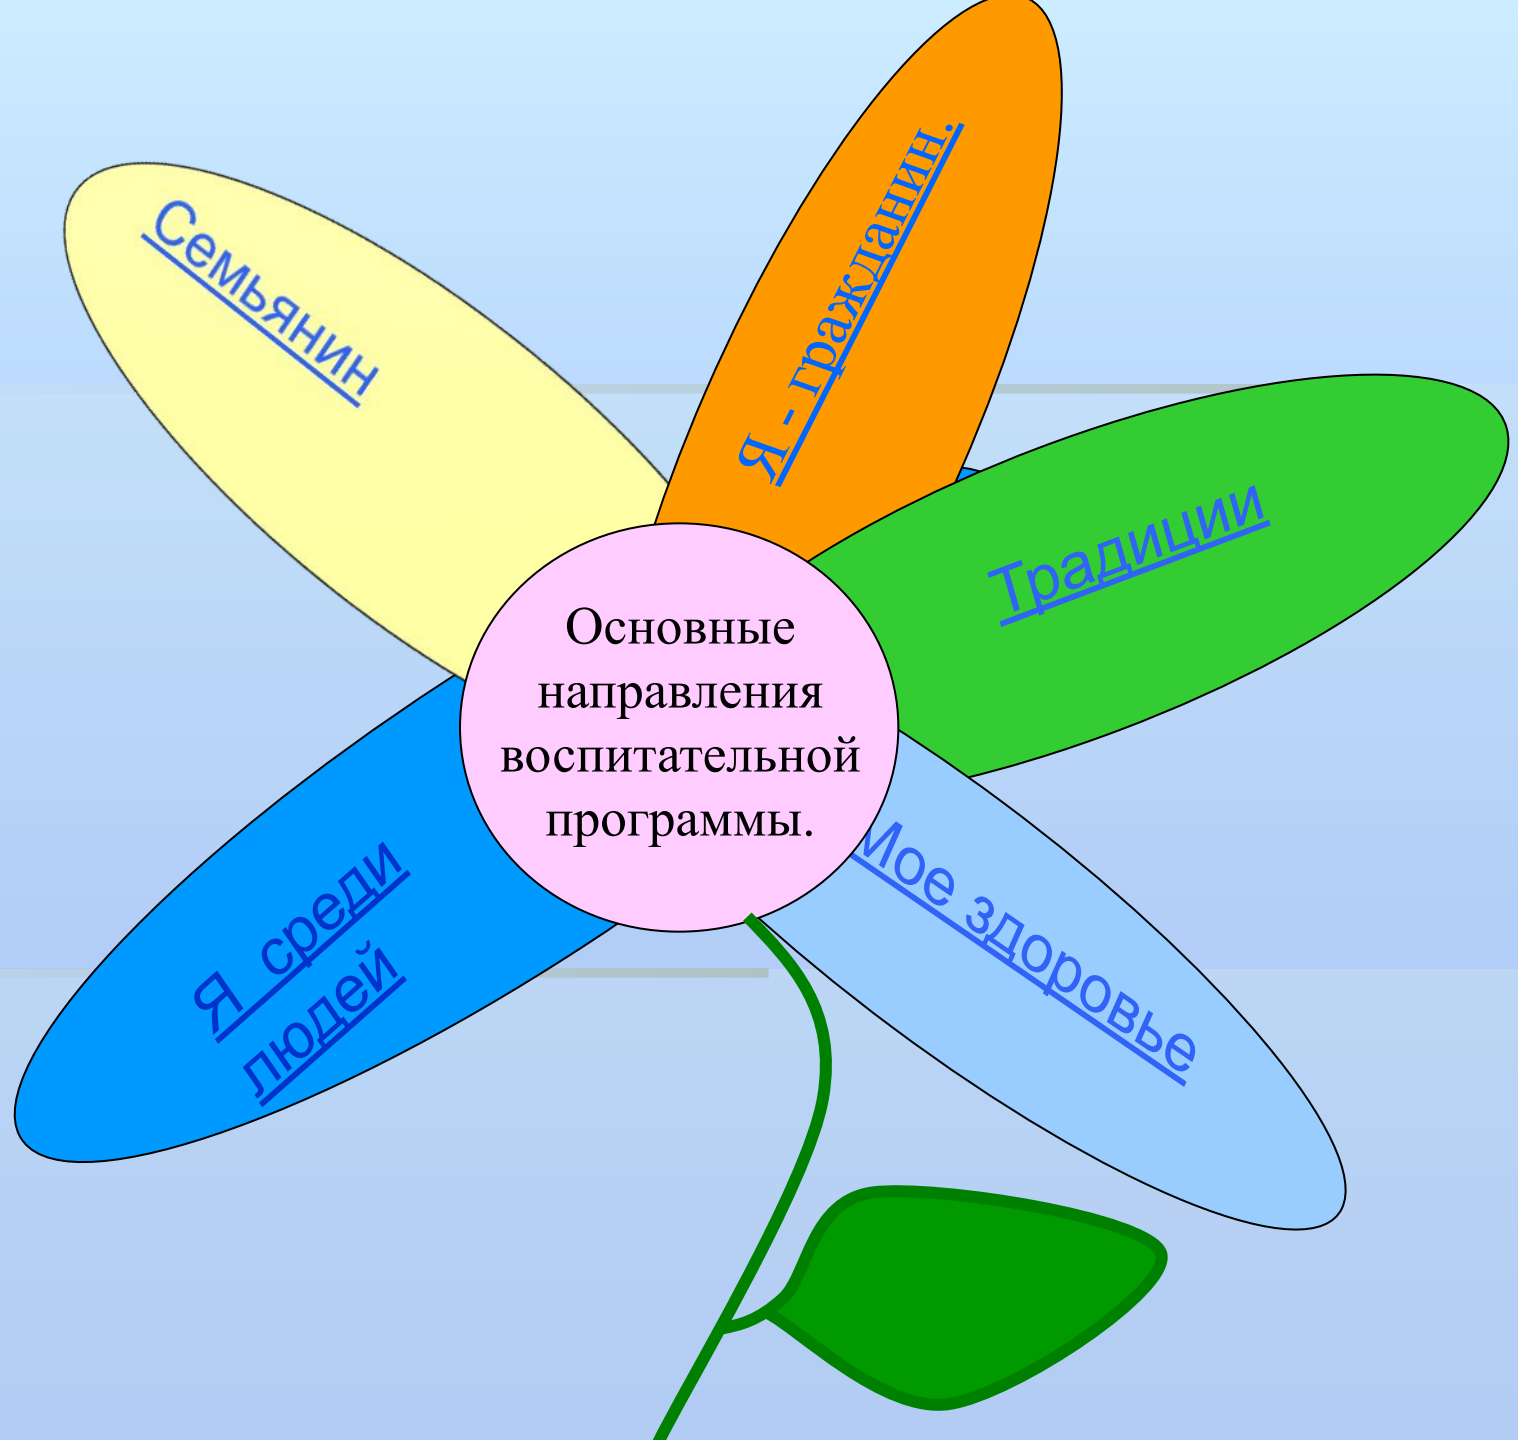 Я - гражданин.
Семьянин
Традиции
Основные
направления
воспитательной
программы.
Мое здоровье
Я среди
людей